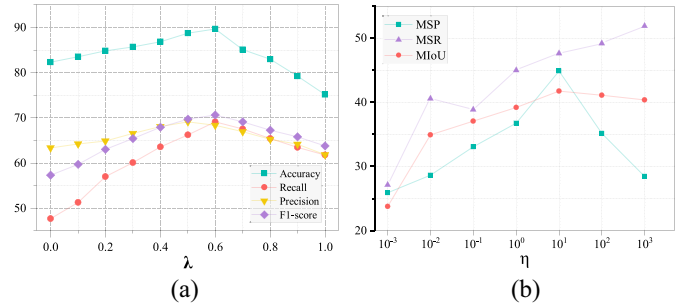 (a)
90
80
70
60
50
Accuracy
Recall
Precision
F1-score
0.0 0.2 0.4 0.6 0.8 1.0
λ
(a)
(b)
MSP
MSR
MIoU
50
40
30
20
10⁻³ 10⁻² 10⁻¹ 10⁰ 10¹ 10² 10³
η
(b)